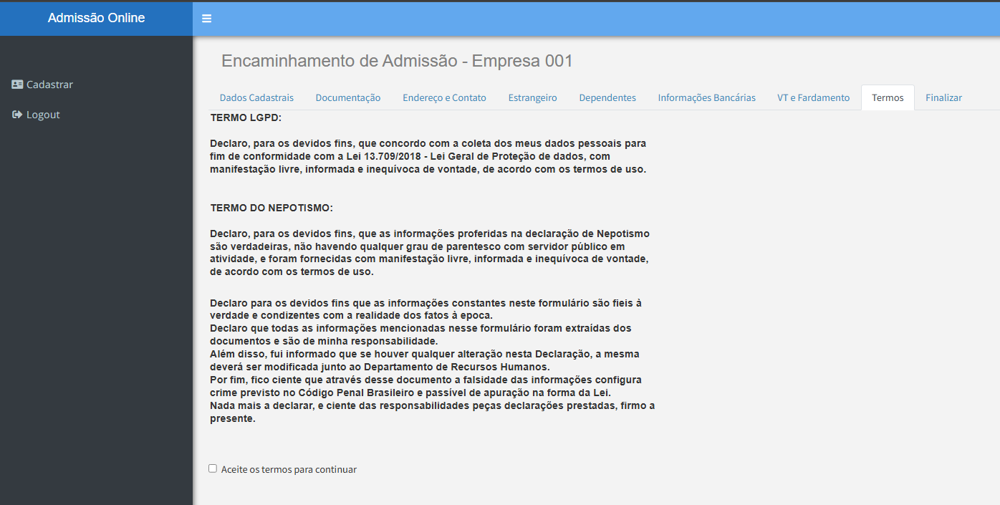 Admissão Online
Cadastrar
Logout
Encaminhamento de Admissão - Empresa 001
Dados Cadastrais Documentação Endereço e Contato Estrangeiro Dependentes Informações Bancárias VT e Fardamento Termos Finalizar
TERMO LGPD:
Declaro, para os devidos fins, que concordo com a coleta dos meus dados pessoais para
fim de conformidade com a Lei 13.709/2018 - Lei Geral de Proteção de dados, com
manifestação livre, informada e inequívoca de vontade, de acordo com os termos de uso.
TERMO DO NEPOTISMO:
Declaro, para os devidos fins, que as informações proferidas na declaração de Nepotismo
são verdadeiras, não havendo qualquer grau de parentesco com servidor público em
atividade, e foram fornecidas com manifestação livre, informada e inequívoca de vontade,
de acordo com os termos de uso.
Declaro para os devidos fins que as informações constantes neste formulário são fieis à
verdade e condizentes com a realidade dos fatos à epoca.
Declaro que todas as informações mencionadas nesse formulário foram extraídas dos
documentos e são de minha responsabilidade.
Além disso, fui informado que se houver qualquer alteração nesta Declaração, a mesma
deverá ser modificada junto ao Departamento de Recursos Humanos.
Por fim, fico ciente que através desse documento a falsidade das informações configura
crime previsto no Código Penal Brasileiro e passível de apuração na forma da Lei.
Nada mais a declarar, e ciente das responsabilidades peças declarações prestadas, firmo a
presente.
Aceite os termos para continuar